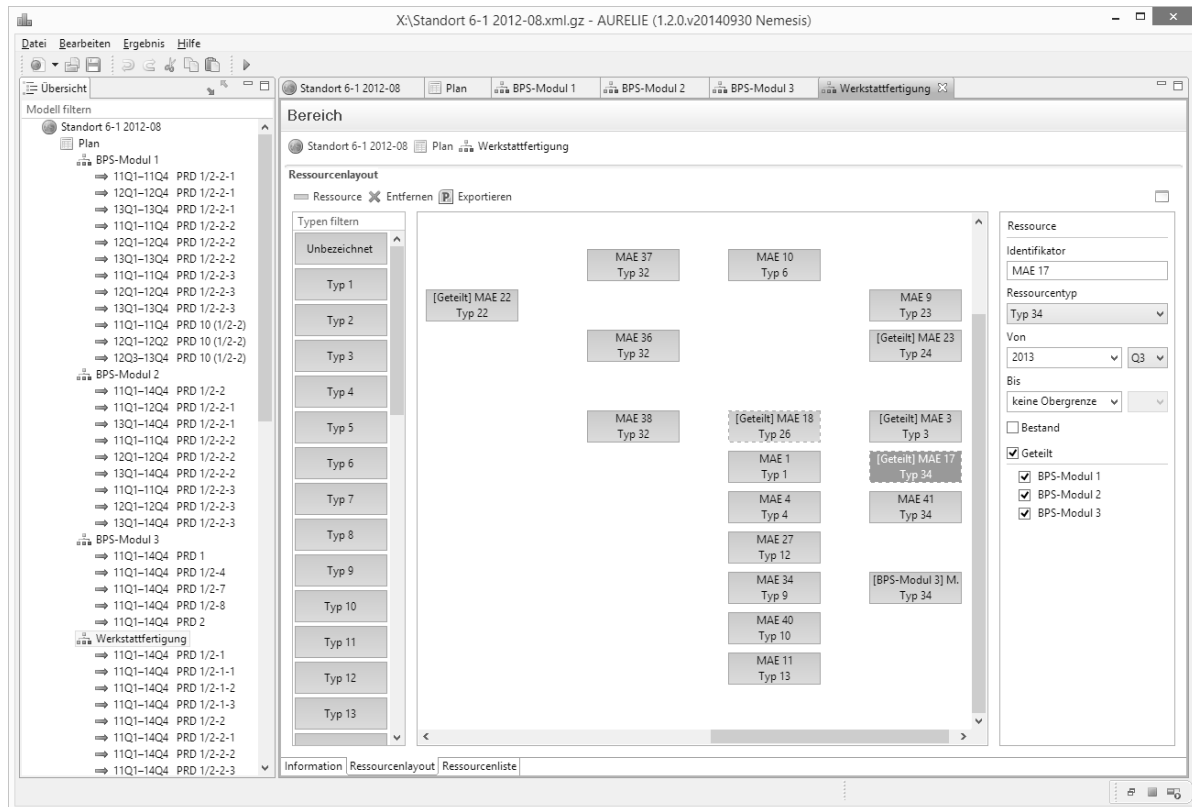 X:\Standort 6-1 2012-08.xml.gz - AURELIE (1.2.0.v20140930 Nemesis)
Datei Bearbeiten Ergebnis Hilfe
Übersicht
Modell filtern
Standort 6-1 2012-08
Plan
BPS-Modul 1
11Q1–11Q4 PRD 1/2-2-1
12Q1–12Q4 PRD 1/2-2-1
13Q1–13Q4 PRD 1/2-2-1
11Q1–11Q4 PRD 1/2-2-2
12Q1–12Q4 PRD 1/2-2-2
13Q1–13Q4 PRD 1/2-2-2
11Q1–11Q4 PRD 1/2-2-3
12Q1–12Q4 PRD 1/2-2-3
13Q1–13Q4 PRD 1/2-2-3
11Q1–11Q4 PRD 10 (1/2-2)
12Q1–12Q2 PRD 10 (1/2-2)
12Q3–13Q4 PRD 10 (1/2-2)
BPS-Modul 2
11Q1–14Q4 PRD 1/2-2
11Q1–12Q4 PRD 1/2-2-1
13Q1–14Q4 PRD 1/2-2-1
11Q1–11Q4 PRD 1/2-2-2
12Q1–12Q4 PRD 1/2-2-2
13Q1–14Q4 PRD 1/2-2-2
11Q1–11Q4 PRD 1/2-2-3
12Q1–12Q4 PRD 1/2-2-3
13Q1–14Q4 PRD 1/2-2-3
BPS-Modul 3
11Q1–14Q4 PRD 1
11Q1–14Q4 PRD 1/2-4
11Q1–14Q4 PRD 1/2-7
11Q1–14Q4 PRD 1/2-8
11Q1–14Q4 PRD 2
Werkstattfertigung
11Q1–14Q4 PRD 1/2-1
11Q1–14Q4 PRD 1/2-1-1
11Q1–14Q4 PRD 1/2-1-2
11Q1–14Q4 PRD 1/2-1-3
11Q1–14Q4 PRD 1/2-2
11Q1–14Q4 PRD 1/2-2-1
11Q1–14Q4 PRD 1/2-2-2
11Q1–14Q4 PRD 1/2-2-3
Standort 6-1 2012-08 Plan BPS-Modul 1 BPS-Modul 2 BPS-Modul 3 Werkstattfertigung
Bereich
Standort 6-1 2012-08 Plan Werkstattfertigung
Ressourcenlayout
Ressource Entfernen Exportieren
Typen filtern
Unbezeichnet
Typ 1
Typ 2
Typ 3
Typ 4
Typ 5
Typ 6
Typ 7
Typ 8
Typ 9
Typ 10
Typ 11
Typ 12
Typ 13
MAE 37
Typ 32
MAE 10
Typ 6
[Geteilt] MAE 22
Typ 22
MAE 9
Typ 23
MAE 36
Typ 32
[Geteilt] MAE 23
Typ 24
MAE 38
Typ 32
[Geteilt] MAE 18
Typ 26
[Geteilt] MAE 3
Typ 3
MAE 1
Typ 1
[Geteilt] MAE 17
Typ 34
MAE 4
Typ 4
MAE 41
Typ 34
MAE 27
Typ 12
MAE 34
Typ 9
[BPS-Modul 3] M.
Typ 34
MAE 40
Typ 10
MAE 11
Typ 13
Ressource
Identifikator
MAE 17
Ressourcentyp
Typ 34
Von
2013 Q3
Bis
keine Obergrenze
Bestand
Geteilt
BPS-Modul 1
BPS-Modul 2
BPS-Modul 3
Information Ressourcenlayout Ressourcenliste